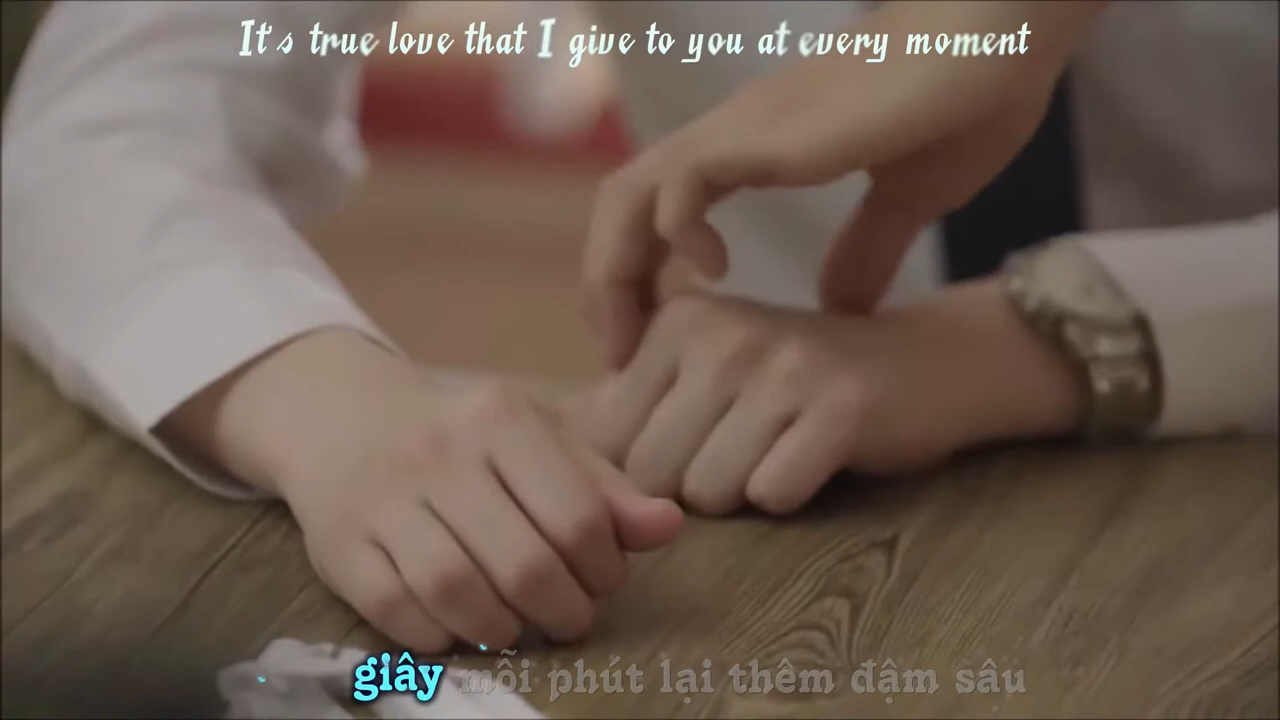 It's true love that I give to you at every moment
giây mỗi phút lại thêm đậm sâu